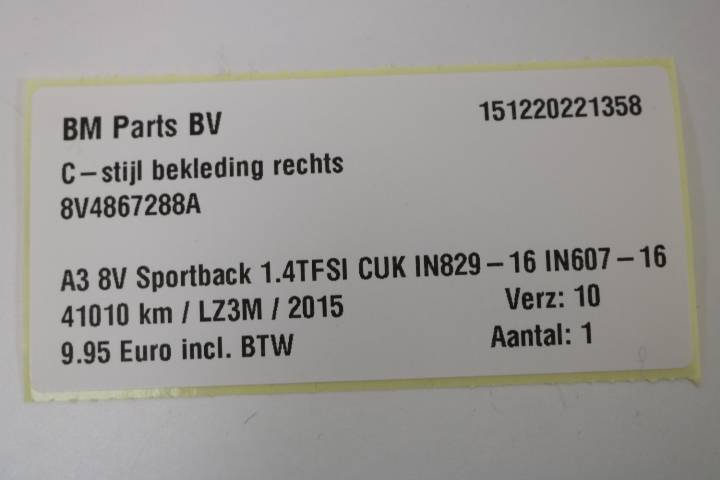 BM Parts BV 151220221358
C-stijl bekleding rechts
8V4867288A
A3 8V Sportback 1.4TFSI CUK IN829-16 IN607-16
41010 km / LZ3M / 2015 Verz: 10
9.95 Euro incl. BTW Aantal: 1